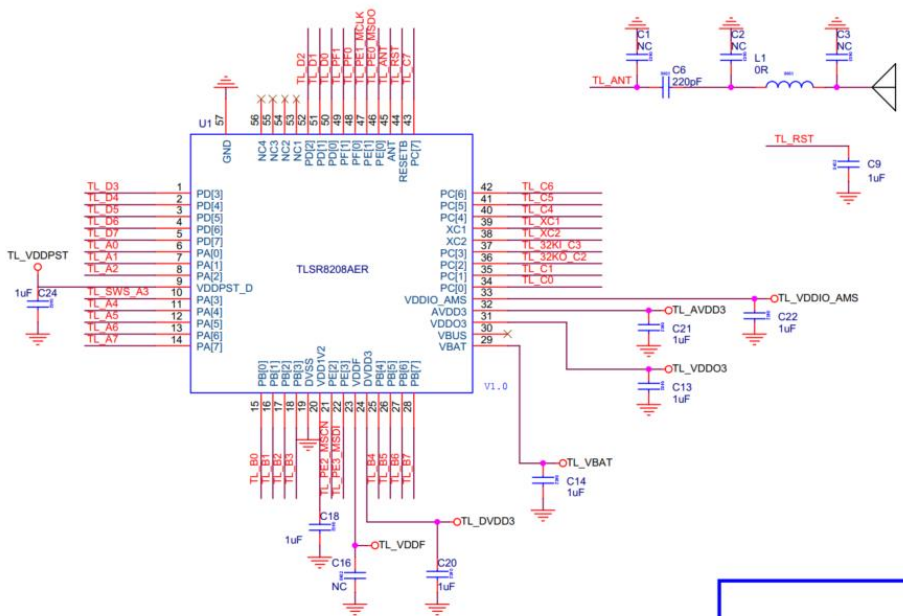 C1
NC
C2
NC
C3
NC
TL_ANT
C6
220pF
L1
0R
TL_RST
C9
1uF
TL_D2
TL_D1
TL_D0
TL_PF1
TL_PF0
TL_PE1_MCLK
TL_PE0_MSDO
TL_ANT
TL_RST
TL_C7
57
56
55
54
53
52
51
50
49
48
47
46
45
44
43
U1
GND
NC4
NC3
NC2
NC1
PD[2]
PD[1]
PD[0]
PF[1]
PF[0]
PE[1]
PE[0]
ANT
RESETB
PC[7]
TL_D3 1 PD[3]
TL_D4 2 PD[4]
TL_D5 3 PD[5]
TL_D6 4 PD[6]
TL_D7 5 PD[7]
TL_A0 6 PA[0]
TL_A1 7 PA[1]
TL_A2 8 PA[2]
TL_VDDPST
9 VDDPST_D
1uF C24
TL_SWS_A3 10 PA[3]
TL_A4 11 PA[4]
TL_A5 12 PA[5]
TL_A6 13 PA[6]
TL_A7 14 PA[7]
TLSR8208AER
PC[6] 42 TL_C6
PC[5] 41 TL_C5
PC[4] 40 TL_C4
XC1 39 TL_XC1
XC2 38 TL_XC2
PC[3] 37 TL_32KI_C3
PC[2] 36 TL_32KO_C2
PC[1] 35 TL_C1
PC[0] 34 TL_C0
VDDIO_AMS 33 TL_VDDIO_AMS
AVDD3 32 TL_AVDD3
VDDO3 31 TL_VDDO3
VBUS 30
VBAT 29
C22
1uF
C21
1uF
C13
1uF
V1.0
PB[0]
PB[1]
PB[2]
PB[3]
DVSS
VDD1V2
PE[2]
PE[3]
VDDF
DVDD3
PB[4]
PB[5]
PB[6]
PB[7]
15
16
17
18
19
20
21
22
23
24
25
26
27
28
TL_B0
TL_B1
TL_B2
TL_B3
TL_PE2_MSCN
TL_PE3_MSDI
TL_B4
TL_B5
TL_B6
TL_B7
TL_VBAT
C14
1uF
C18
1uF
TL_DVDD3
TL_VDDF
C16
NC
C20
1uF